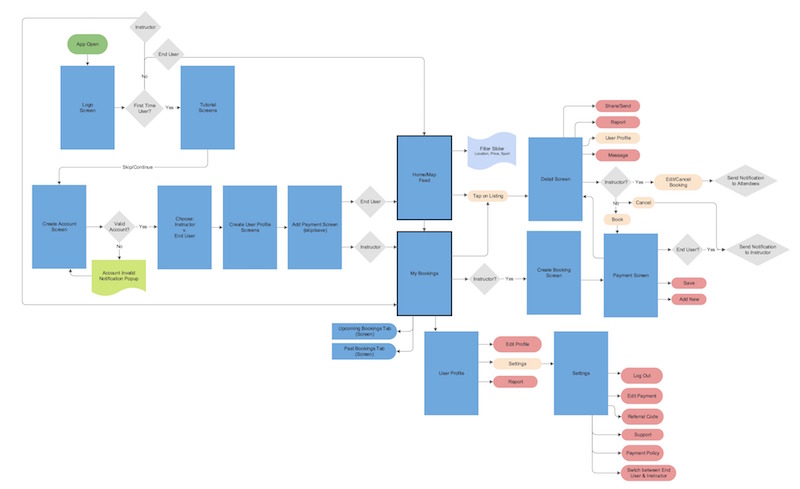 Instructor
App Open
End User
No
Login
Screen
First Time
User?
Yes
Tutorial
Screens
Share/Send
Report
User Profile
Message
Filter Slider
Location, Price, Sport
Home/Map
Feed
Skip/Continue
Detail Screen
Instructor?
Yes
Edit/Cancel
Booking
Send Notification
to Attendees
Tap on Listing
No
Cancel
Book
Create Account
Screen
Valid
Account?
Yes
No
Choose:
Instructor
v.
End User
Create User Profile
Screens
Add Payment Screen
(skip/save)
End User
Instructor
Account Invalid
Notification Popup
My Bookings
Instructor?
Yes
Create Booking
Screen
Payment Screen
End User?
Yes
Send Notification
to Instructor
Save
Add New
Upcoming Bookings Tab
(Screen)
Past Bookings Tab
(Screen)
User Profile
Edit Profile
Settings
Report
Settings
Log Out
Edit Payment
Referral Code
Support
Payment Policy
Switch between End
User & Instructor